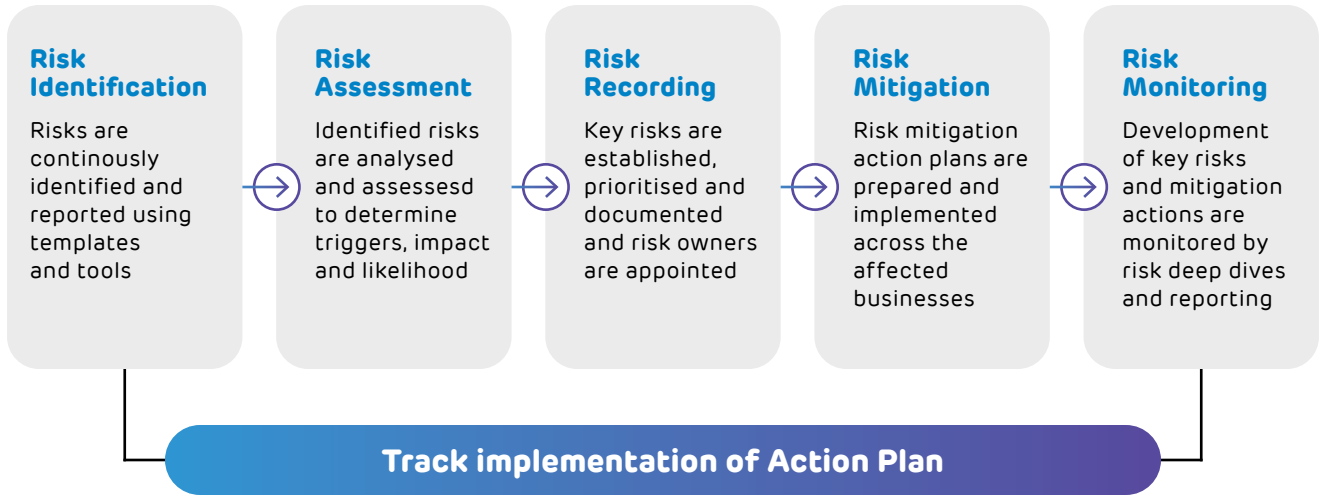 Risk
Identification
Risks are
continously
identified and
reported using
templates
and tools
Risk
Assessment
Identified risks
are analysed
and assessesd
to determine
triggers, impact
and likelihood
Risk
Recording
Key risks are
established,
prioritised and
documented
and risk owners
are appointed
Risk
Mitigation
Risk mitigation
action plans are
prepared and
implemented
across the
affected
businesses
Risk
Monitoring
Development
of key risks
and mitigation
actions are
monitored by
risk deep dives
and reporting
Track implementation of Action Plan